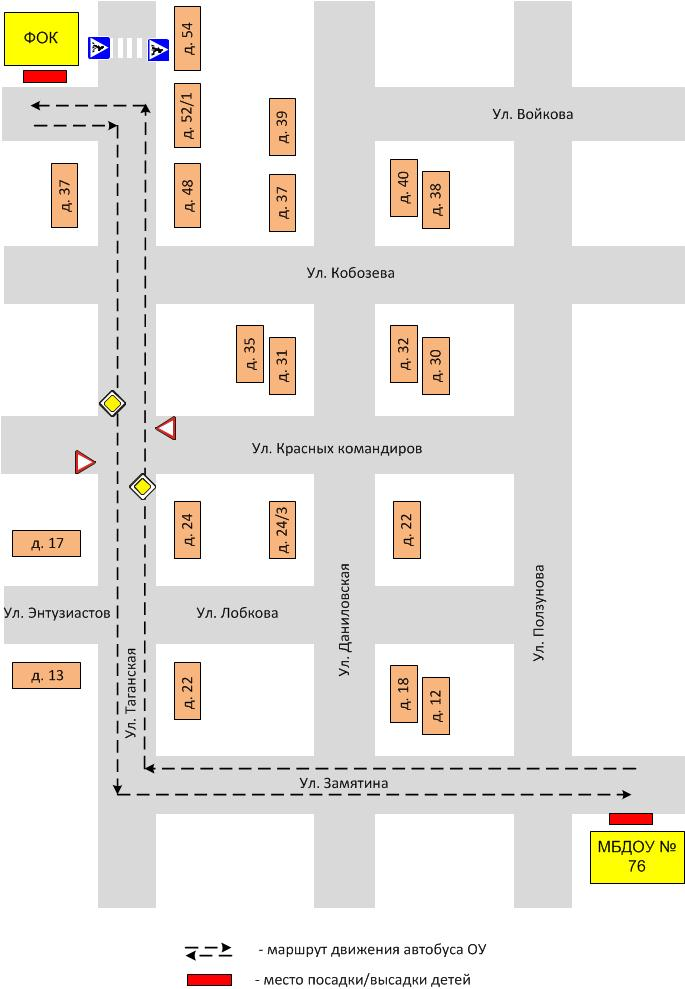 ФОК
д. 54
д. 52/1
д. 39
Ул. Войкова
д. 37
д. 48
д. 37
д. 40
д. 38
Ул. Кобозева
д. 35
д. 31
д. 32
д. 30
Ул. Красных командиров
д. 17
д. 24
д. 24/3
д. 22
Ул. Энтузиастов
Ул. Лобкова
Ул. Даниловская
Ул. Ползунова
д. 13
Ул. Таганская
д. 22
д. 18
д. 12
Ул. Замятина
МБДОУ №
76
- маршрут движения автобуса ОУ
- место посадки/высадки детей